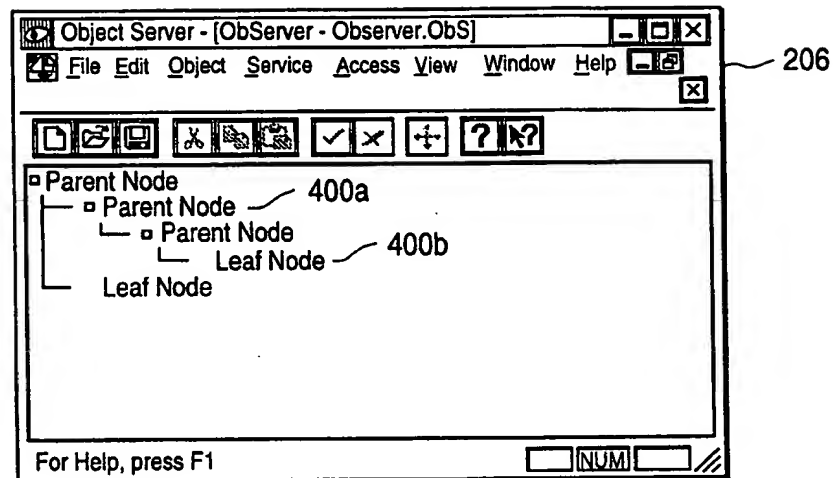 Object Server - [ObServer - Observer.ObS]
File Edit Object Service Access View Window Help
206
? ?
Parent Node
Parent Node 400a
Parent Node
Leaf Node 400b
Leaf Node
For Help, press F1 NUM